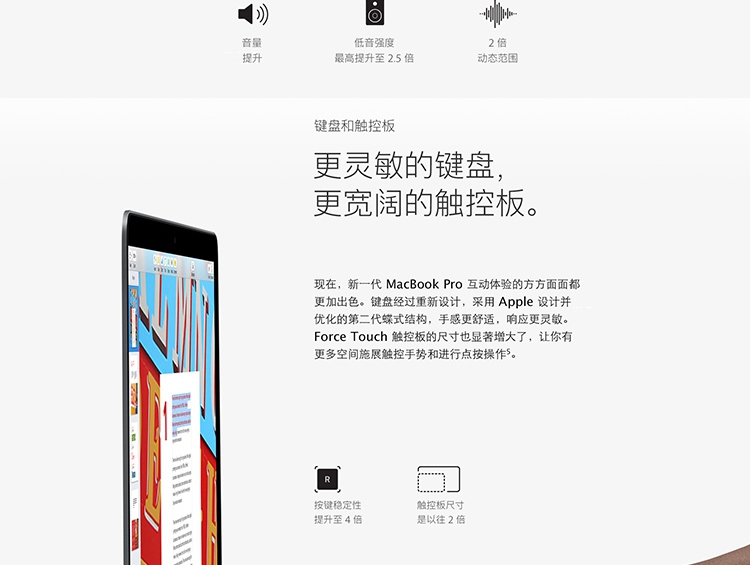 音量
提升
低音强度
最高提升至 2.5 倍
2 倍
动态范围
键盘和触控板
更灵敏的键盘，
更宽阔的触控板。
现在，新一代 MacBook Pro 互动体验的方方面面都
更加出色。键盘经过重新设计，采用 Apple 设计并
优化的第二代蝶式结构，手感更舒适，响应更灵敏。
Force Touch 触控板的尺寸也显著增大了，让你有
更多空间施展触控手势和进行点按操作⁵。
R
按键稳定性
提升至 4 倍
触控板尺寸
是以往 2 倍